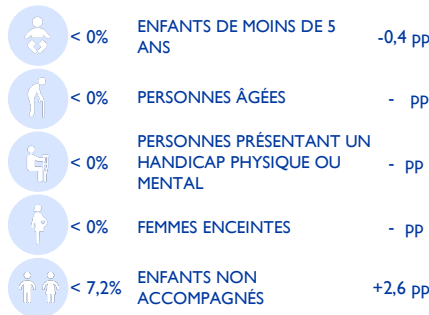 < 0% ENFANTS DE MOINS DE 5 -0,4 pp
ANS
< 0% PERSONNES ÂGÉES - pp
PERSONNES PRÉSENTANT UN
< 0% HANDICAP PHYSIQUE OU - pp
MENTAL
< 0% FEMMES ENCEINTES - pp
< 7,2% ENFANTS NON +2,6 pp
ACCOMPAGNÉS